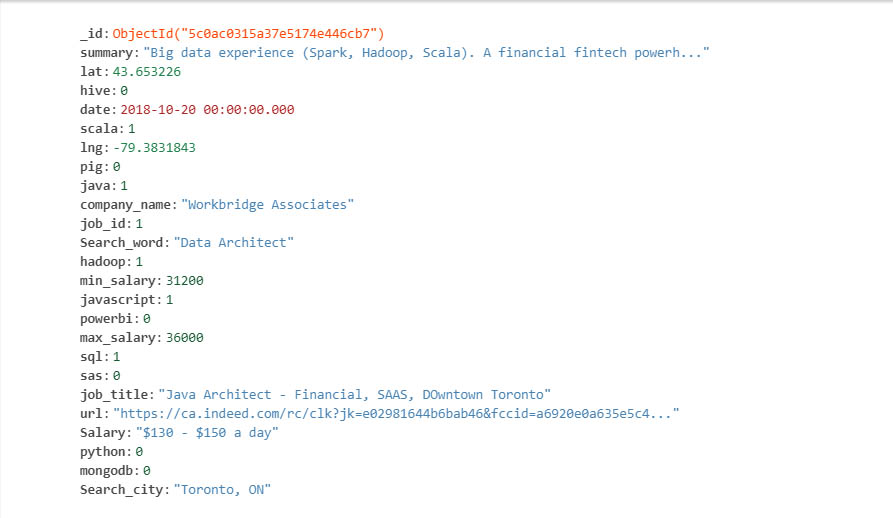 _id: ObjectId("5c0ac0315a37e5174e446cb7")
summary: "Big data experience (Spark, Hadoop, Scala). A financial fintech powerh..."
lat: 43.653226
hive: 0
date: 2018-10-20 00:00:00.000
scala: 1
lng: -79.3831843
pig: 0
java: 1
company_name: "Workbridge Associates"
job_id: 1
Search_word: "Data Architect"
hadoop: 1
min_salary: 31200
javascript: 1
powerbi: 0
max_salary: 36000
sql: 1
sas: 0
job_title: "Java Architect - Financial, SAAS, DOwntown Toronto"
url: "https://ca.indeed.com/rc/clk?jk=e02981644b6bab46&fccid=a6920e0a635e5c4..."
Salary: "$130 - $150 a day"
python: 0
mongodb: 0
Search_city: "Toronto, ON"